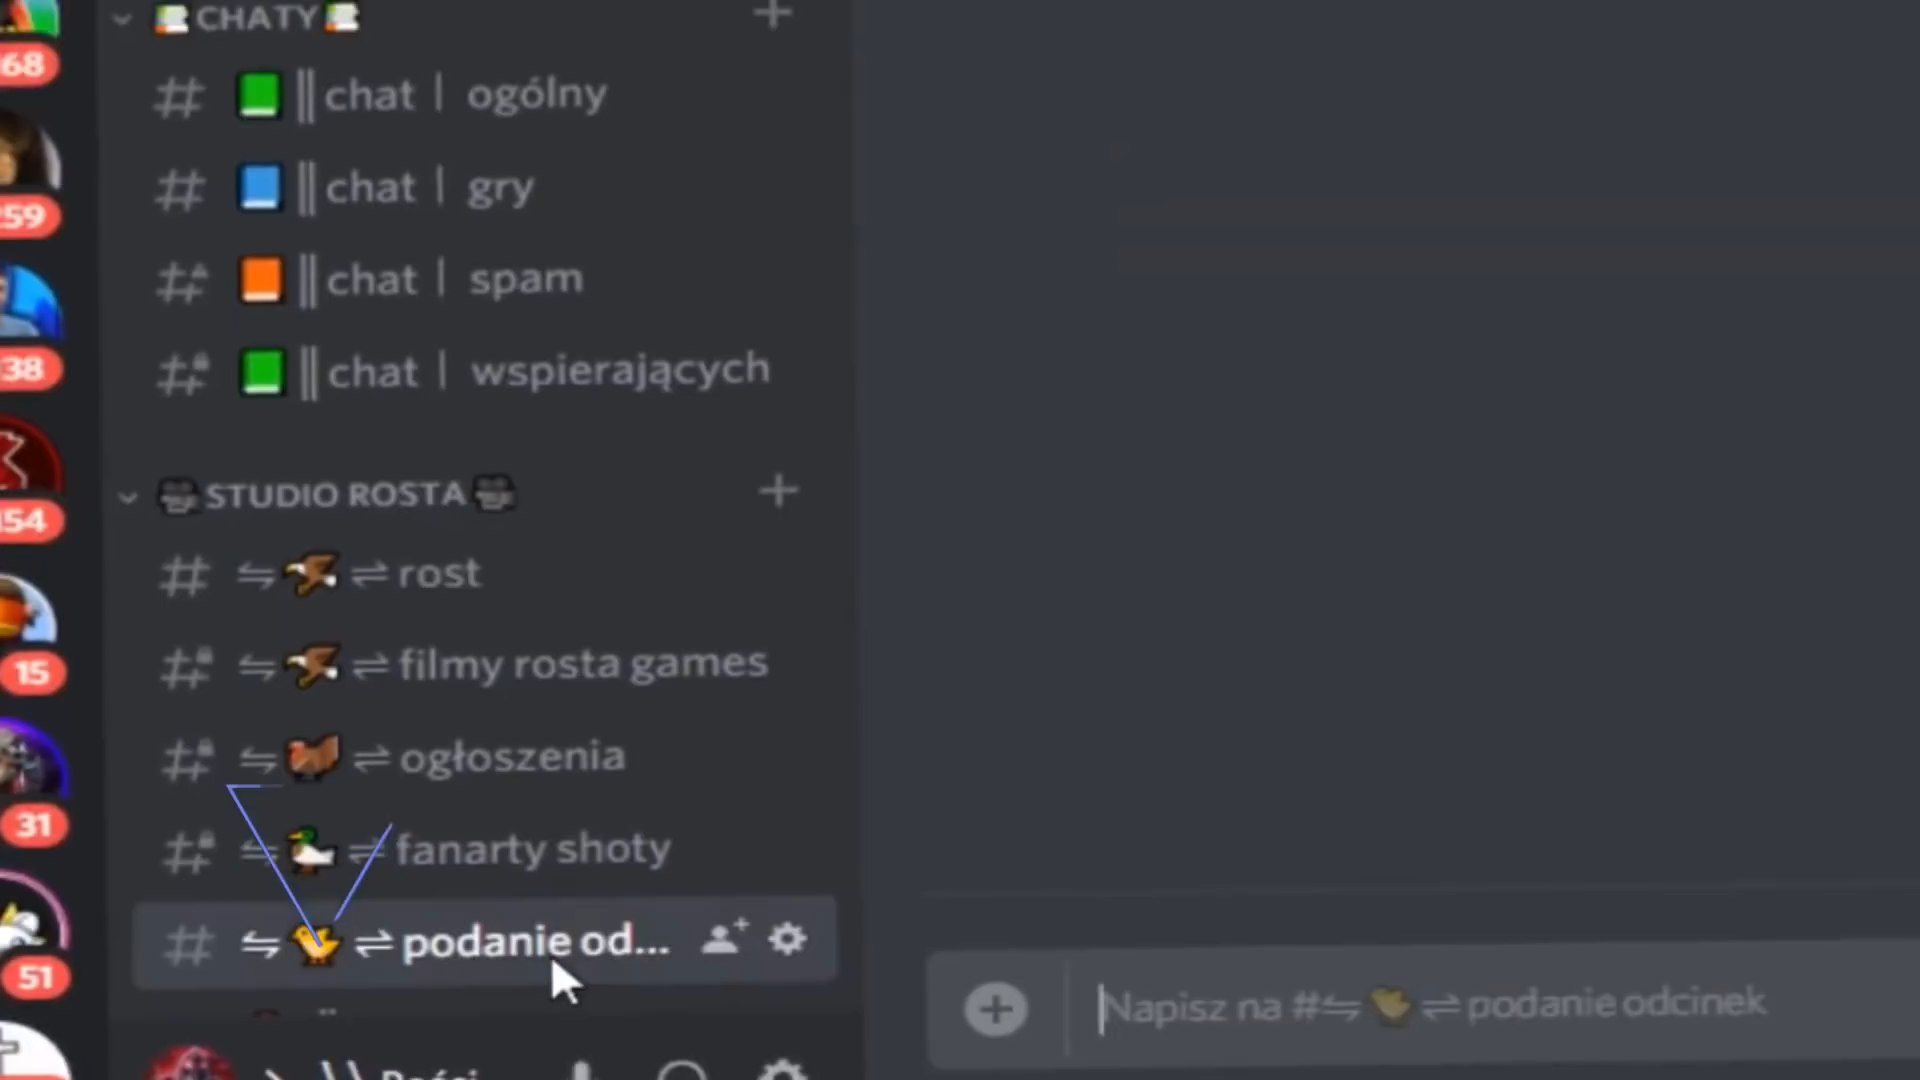 CHATY
68
# ||chat | ogólny
# ||chat | gry
59
# ||chat | spam
38
# ||chat | wspierających
STUDIO ROSTA
# ⇋ ⇌ rost
# ⇋ ⇌ filmy rosta games
15
# ⇋ ⇌ ogłoszenia
31
# ⇋ ⇌ fanarty shoty
# ⇋ ⇌ podanie od...
51
Napisz na #⇋ ⇌ podanie odcinek